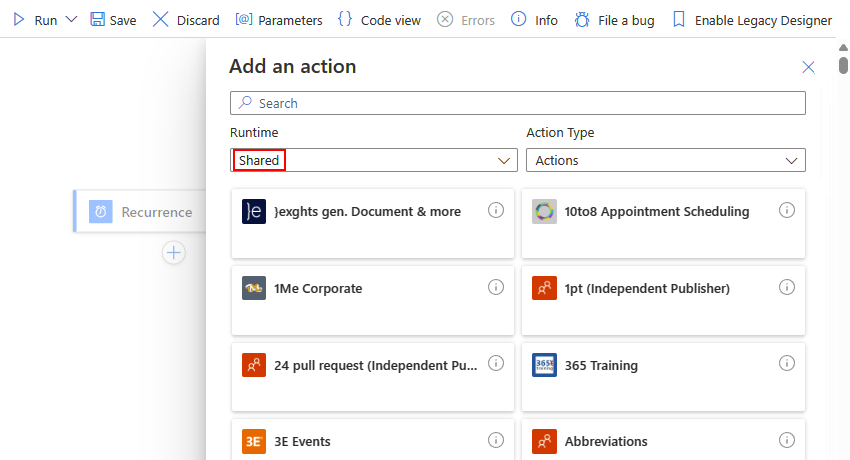 Run Save Discard [@] Parameters {} Code view Errors Info File a bug Enable Legacy Designer
Add an action
Search
Runtime Action Type
Shared Actions
Recurrence
}exghts gen. Document & more 10to8 Appointment Scheduling
1Me Corporate 1pt (Independent Publisher)
24 pull request (Independent Pu... 365 Training
3E Events Abbreviations